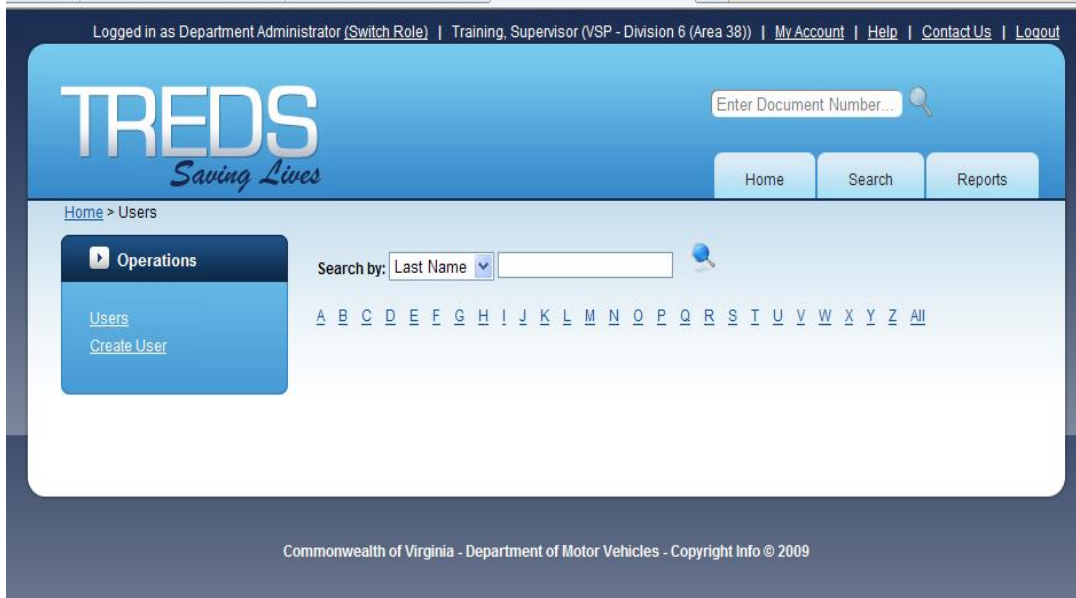 Logged in as Department Administrator (Switch Role) | Training, Supervisor (VSP - Division 6 (Area 38)) | My Account | Help | Contact Us | Logout
TREDS
Saving Lives
Enter Document Number...
Home Search Reports
Home > Users
Operations
Users
Create User
Search by: Last Name
A B C D E F G H I J K L M N O P Q R S T U V W X Y Z All
Commonwealth of Virginia - Department of Motor Vehicles - Copyright Info © 2009